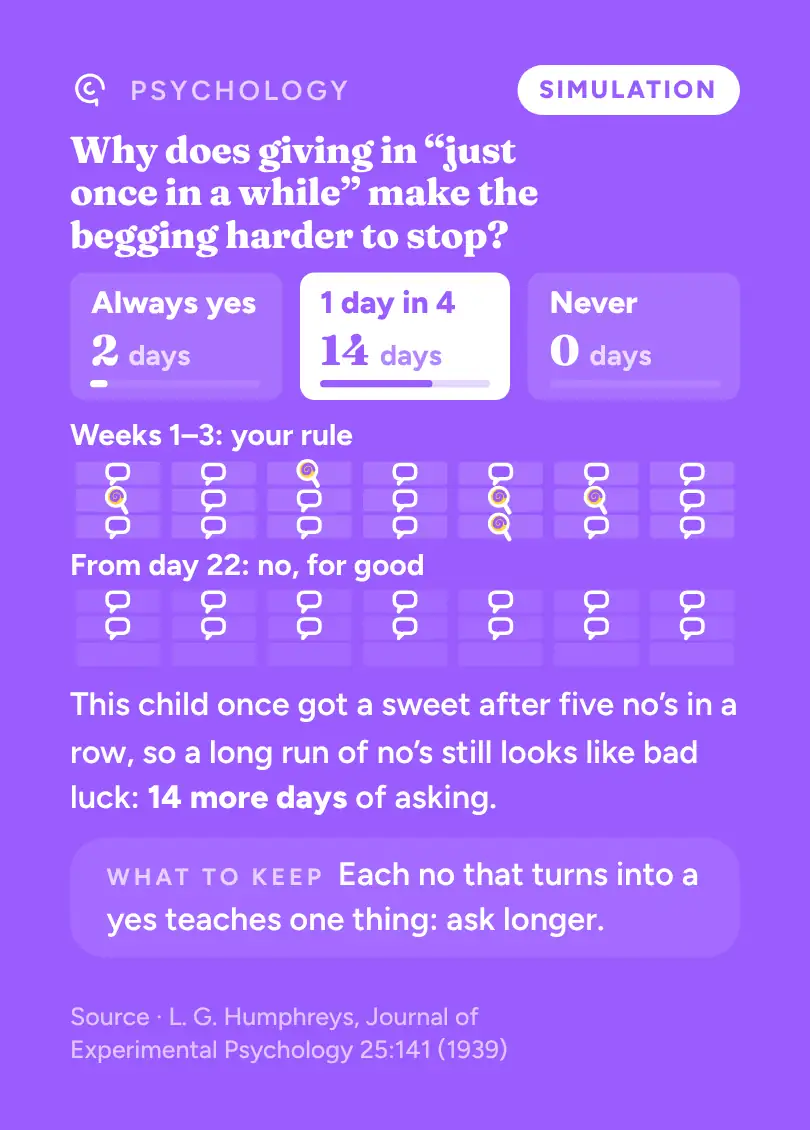 PSYCHOLOGY
SIMULATION
Why does giving in “just
once in a while” make the
begging harder to stop?
Always yes
2 days
1 day in 4
14 days
Never
0 days
Weeks 1–3: your rule
From day 22: no, for good
This child once got a sweet after five no’s in a
row, so a long run of no’s still looks like bad
luck: 14 more days of asking.
WHAT TO KEEP Each no that turns into a
yes teaches one thing: ask longer.
Source · L. G. Humphreys, Journal of
Experimental Psychology 25:141 (1939)